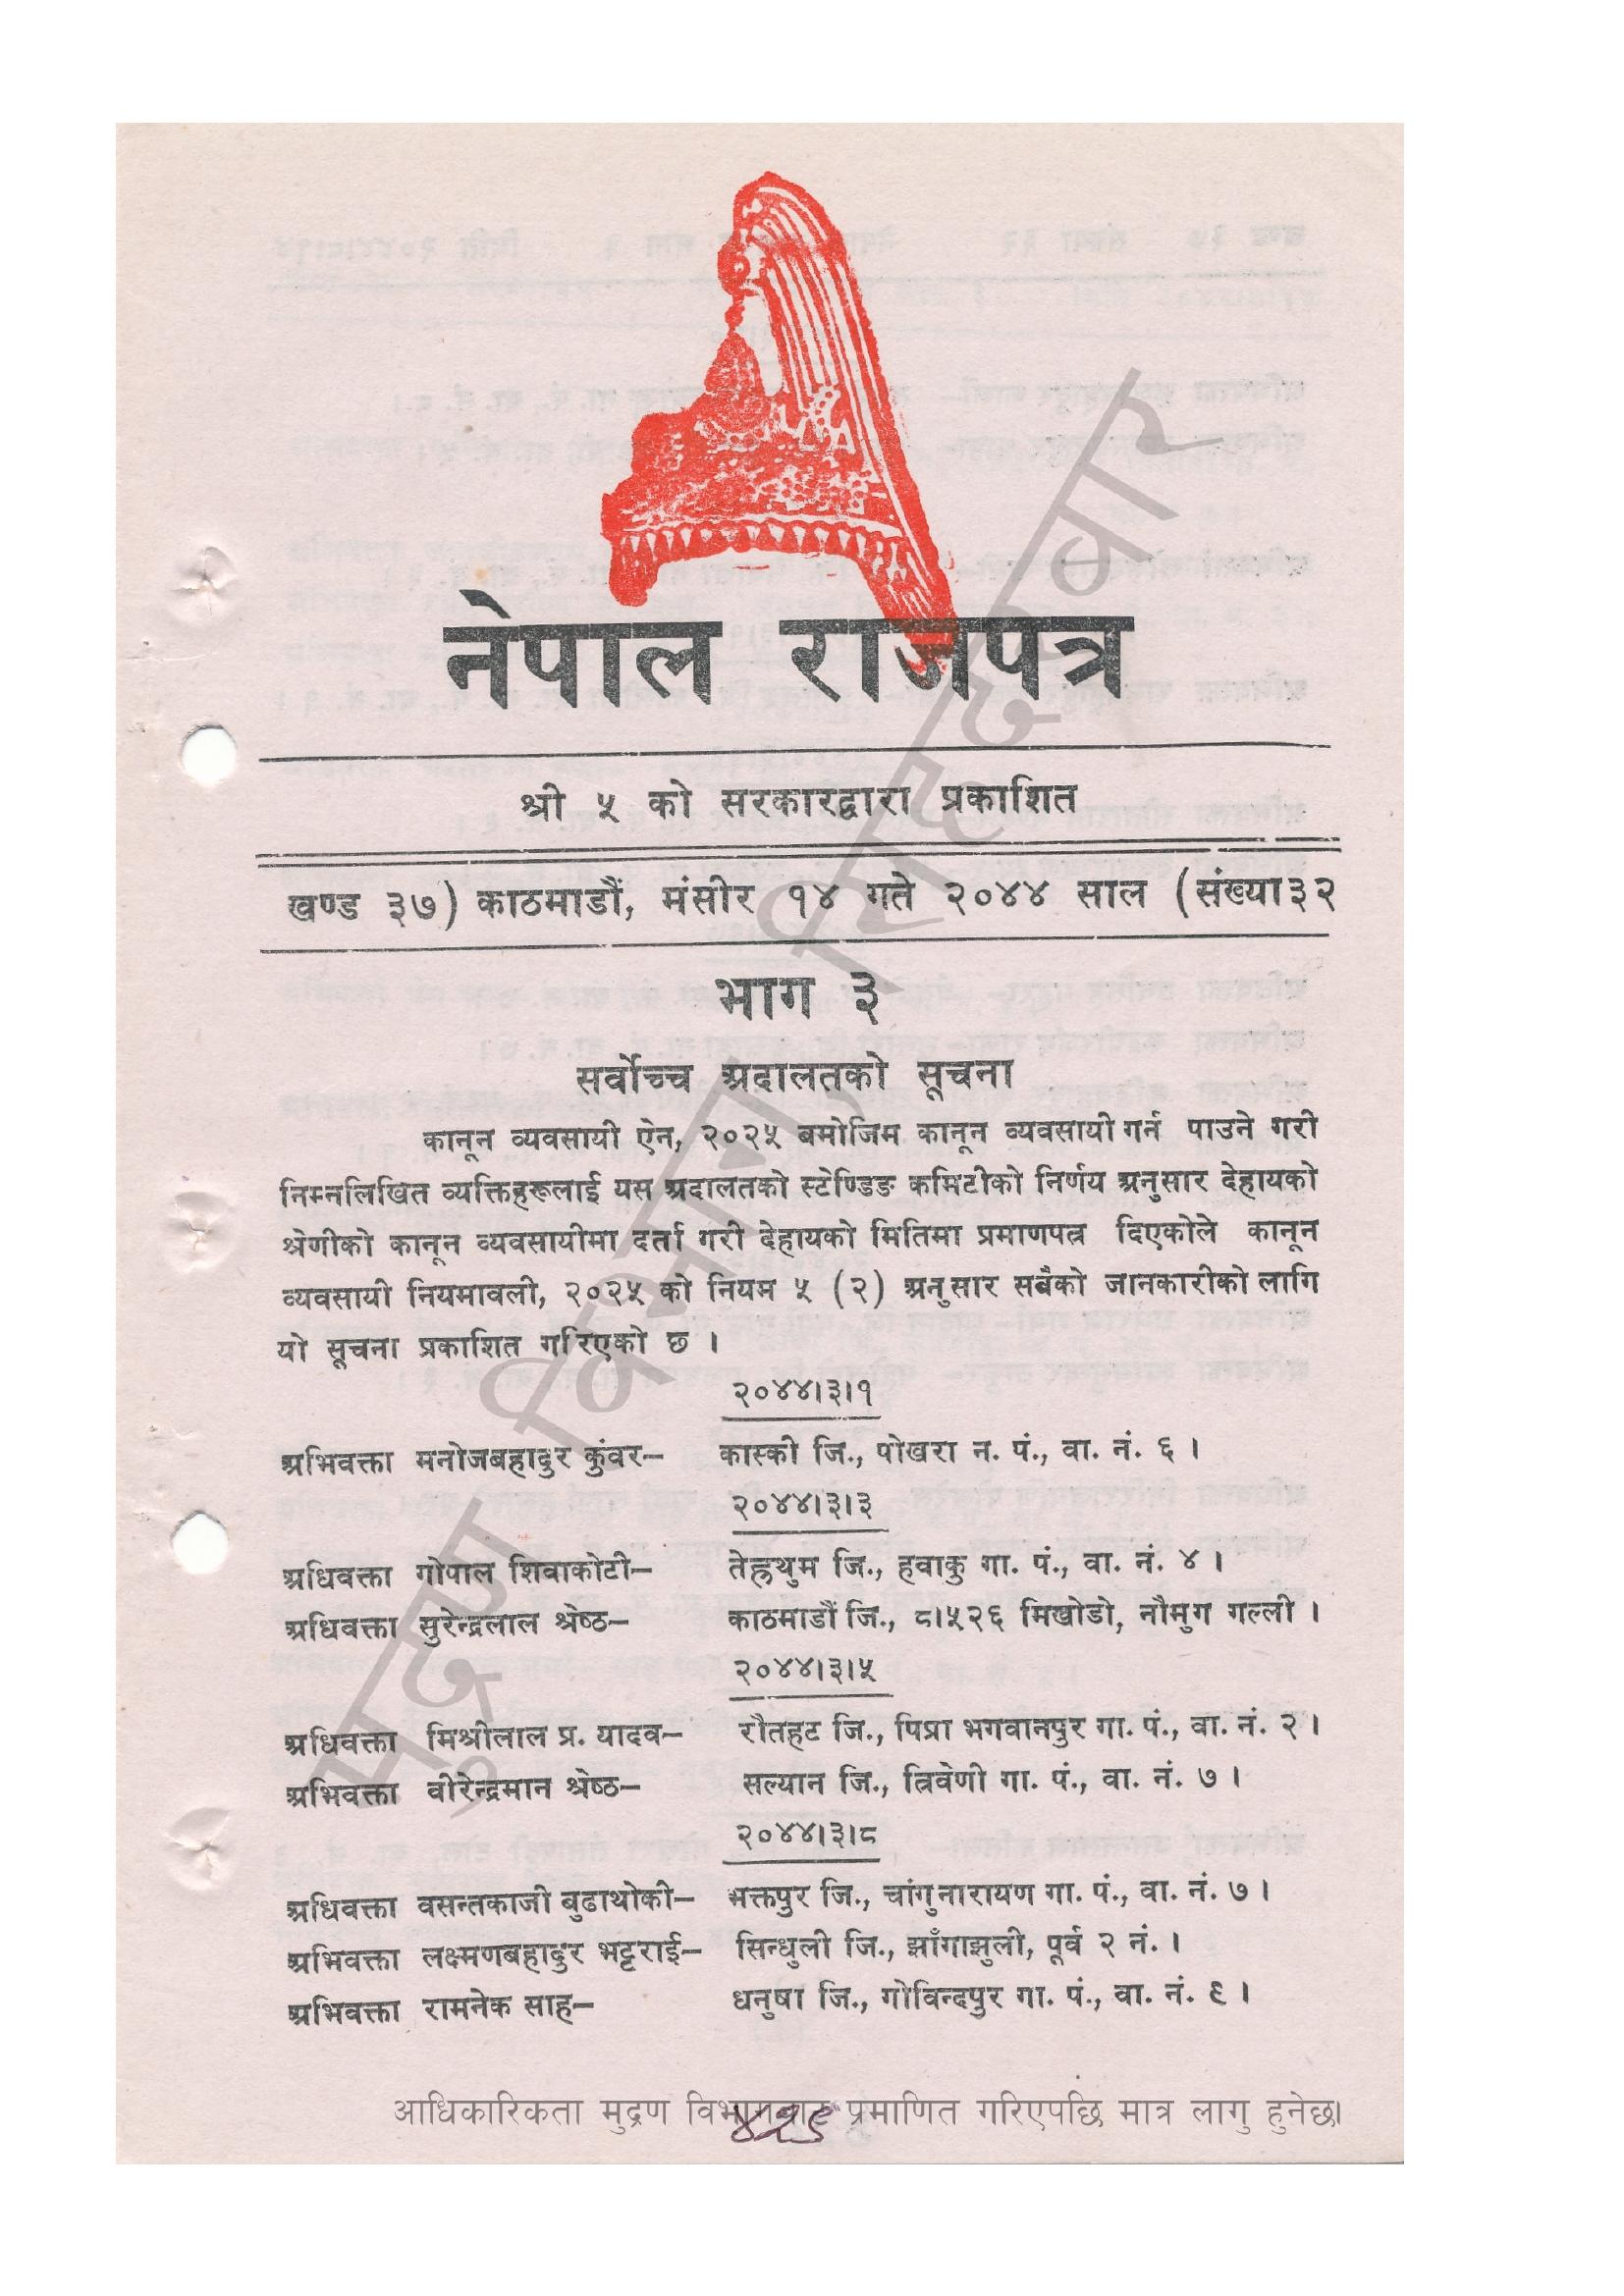 नेपाल राजपत्र
श्री ५ को सरकारद्वारा प्रकाशित
खण्ड ३७) काठमाडौं, मंसीर १४ गते २०४४ साल (संख्या३२
भाग ३
सर्वोच्च अदालतको सूचना
कानून व्यवसायी ऐन, २०२५ बमोजिम कानून व्यवसायी गर्न पाउने गरी
निम्नलिखित व्यक्तिहरूलाई यस अदालतको स्टेण्डिङ कमिटीको निर्णय अनुसार देहायको
श्रेणीको कानून व्यवसायीमा दर्ता गरी देहायको मितिमा प्रमाणपत्र दिएकोले कानून
व्यवसायी नियमावली, २०२५ को नियम ५ (२) अनुसार सबैको जानकारीको लागि
यो सूचना प्रकाशित गरिएको छ ।
२०४४।३।१
अभिवक्ता मनोजबहादुर कुंवर– कास्की जि., पोखरा न. पं., वा. नं. ६ ।
२०४४।३।३
अधिवक्ता गोपाल शिवाकोटी– तेह्रथुम जि., हवाकु गा. पं., वा. नं. ४ ।
अधिवक्ता सुरेन्द्रलाल श्रेष्ठ– काठमाडौं जि., ८।५२६ मिखोडो, नौमुग गल्ली ।
२०४४।३।५
अधिवक्ता मिश्रीलाल प्र. यादव– रौतहट जि., पिप्रा भगवानपुर गा. पं., वा. नं. २ ।
अभिवक्ता वीरेन्द्रमान श्रेष्ठ– सल्यान जि., त्रिवेणी गा. पं., वा. नं. ७ ।
२०४४।३।८
अधिवक्ता वसन्तकाजी बुढाथोकी– भक्तपुर जि., चांगुनारायण गा. पं., वा. नं. ७ ।
अभिवक्ता लक्ष्मणबहादुर भट्टराई– सिन्धुली जि., झाँगाझुली, पूर्व २ नं. ।
अभिवक्ता रामनेक साह– धनुषा जि., गोविन्दपुर गा. पं., वा. नं. ९ ।
मुद्रण विभाग, सिंहदरवार
आधिकारिकता मुद्रण विभागबाट प्रमाणित गरिएपछि मात्र लागु हुनेछ।
४२९